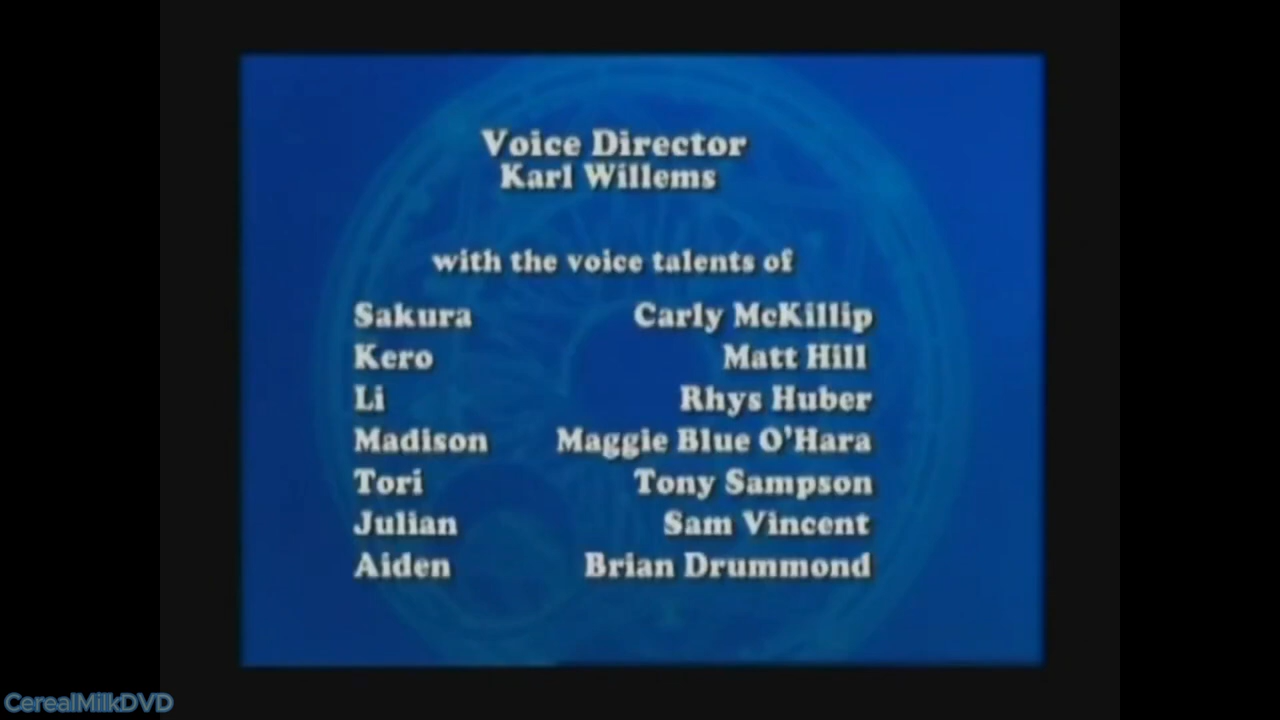 Voice Director
Karl Willems
with the voice talents of
Sakura Carly McKillip
Kero Matt Hill
Li Rhys Huber
Madison Maggie Blue O'Hara
Tori Tony Sampson
Julian Sam Vincent
Aiden Brian Drummond
CerealMilkDVD